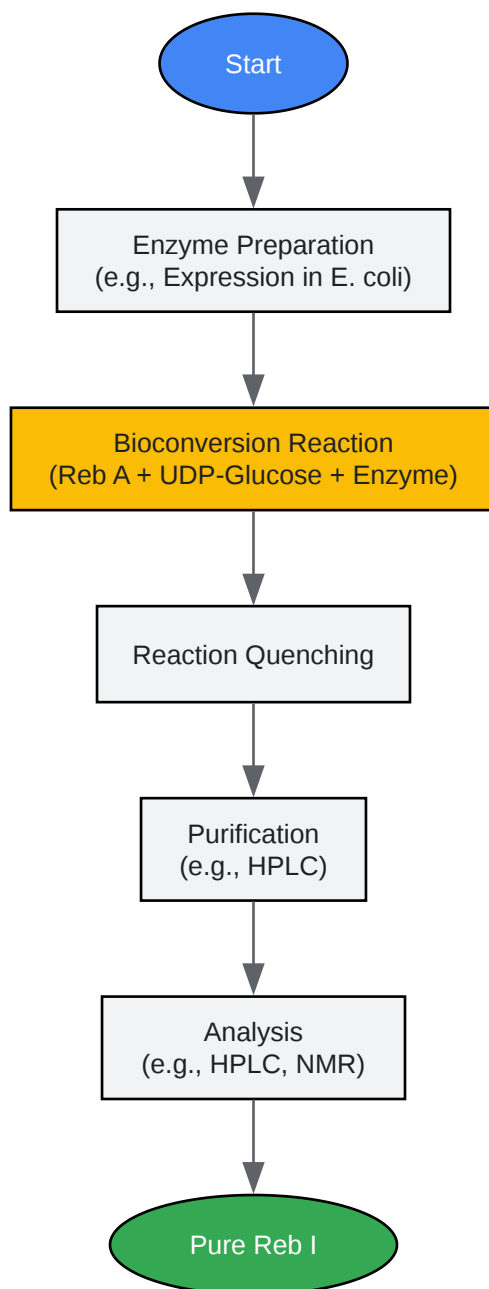 Start
Enzyme Preparation
(e.g., Expression in E. coli)
Bioconversion Reaction
(Reb A + UDP-Glucose + Enzyme)
Reaction Quenching
Purification
(e.g., HPLC)
Analysis
(e.g., HPLC, NMR)
Pure Reb I